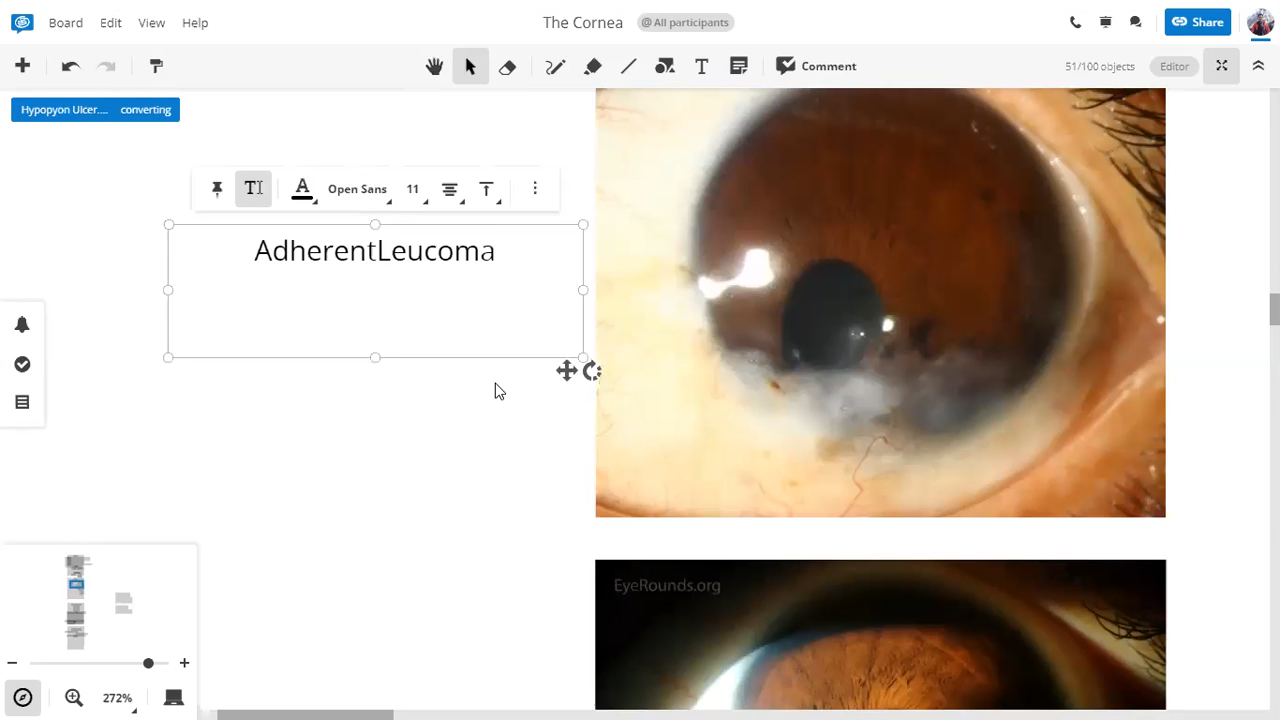 Board Edit View Help The Cornea @ All participants Share
Comment 51/100 objects Editor
Hypopyon Ulcer.... converting
A Open Sans 11
AdherentLeucoma
EyeRounds.org
272%